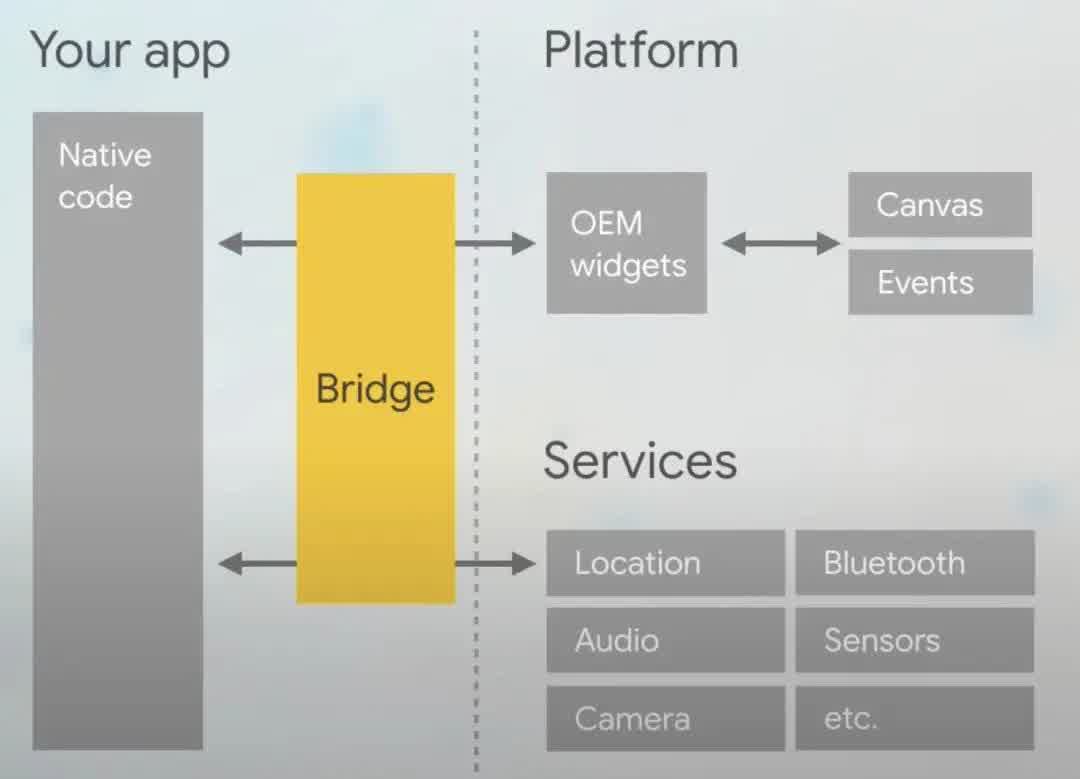 Your app
Native
code
Bridge
Platform
OEM
widgets
Canvas
Events
Services
Location
Bluetooth
Audio
Sensors
Camera
etc.